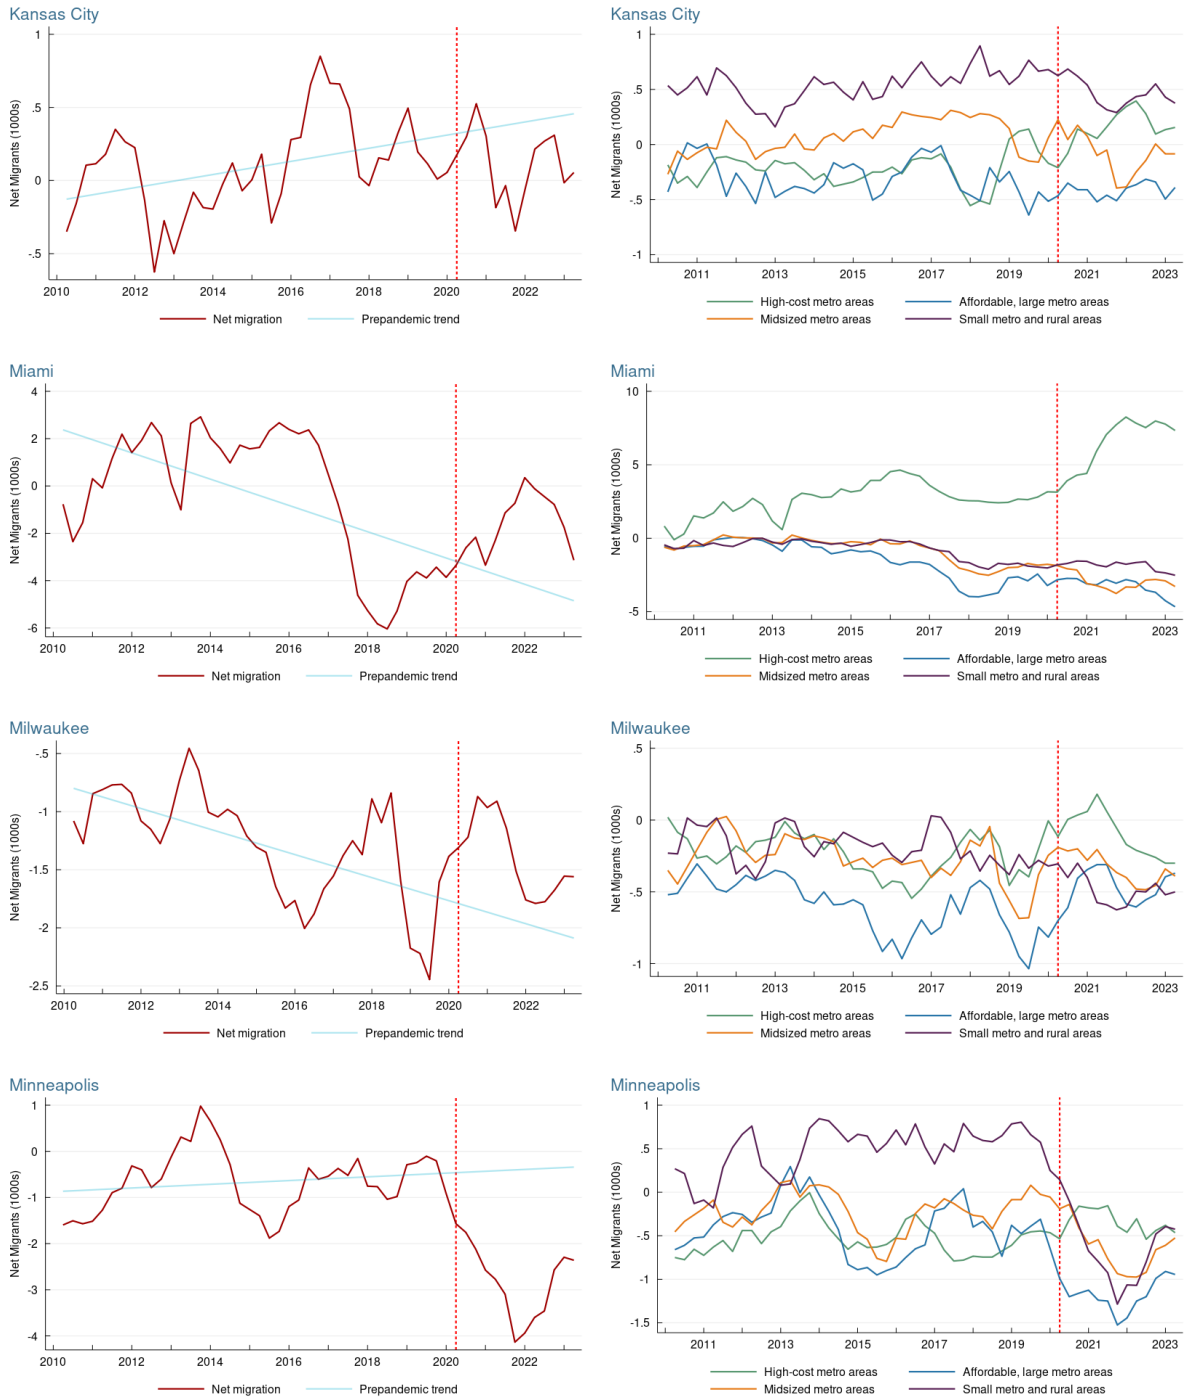 Kansas City
Net Migrants (1000s)
1
.5
0
-.5
2010 2012 2014 2016 2018 2020 2022
Net migration Prepandemic trend
Kansas City
Net Migrants (1000s)
1
.5
0
-.5
-1
2011 2013 2015 2017 2019 2021 2023
High-cost metro areas Affordable, large metro areas
Midsized metro areas Small metro and rural areas
Miami
Net Migrants (1000s)
4
2
0
-2
-4
-6
2010 2012 2014 2016 2018 2020 2022
Net migration Prepandemic trend
Miami
Net Migrants (1000s)
10
5
0
-5
2011 2013 2015 2017 2019 2021 2023
High-cost metro areas Affordable, large metro areas
Midsized metro areas Small metro and rural areas
Milwaukee
Net Migrants (1000s)
-.5
-1
-1.5
-2
-2.5
2010 2012 2014 2016 2018 2020 2022
Net migration Prepandemic trend
Milwaukee
Net Migrants (1000s)
.5
0
-.5
-1
2011 2013 2015 2017 2019 2021 2023
High-cost metro areas Affordable, large metro areas
Midsized metro areas Small metro and rural areas
Minneapolis
Net Migrants (1000s)
1
0
-1
-2
-3
-4
2010 2012 2014 2016 2018 2020 2022
Net migration Prepandemic trend
Minneapolis
Net Migrants (1000s)
1
.5
0
-.5
-1
-1.5
2011 2013 2015 2017 2019 2021 2023
High-cost metro areas Affordable, large metro areas
Midsized metro areas Small metro and rural areas